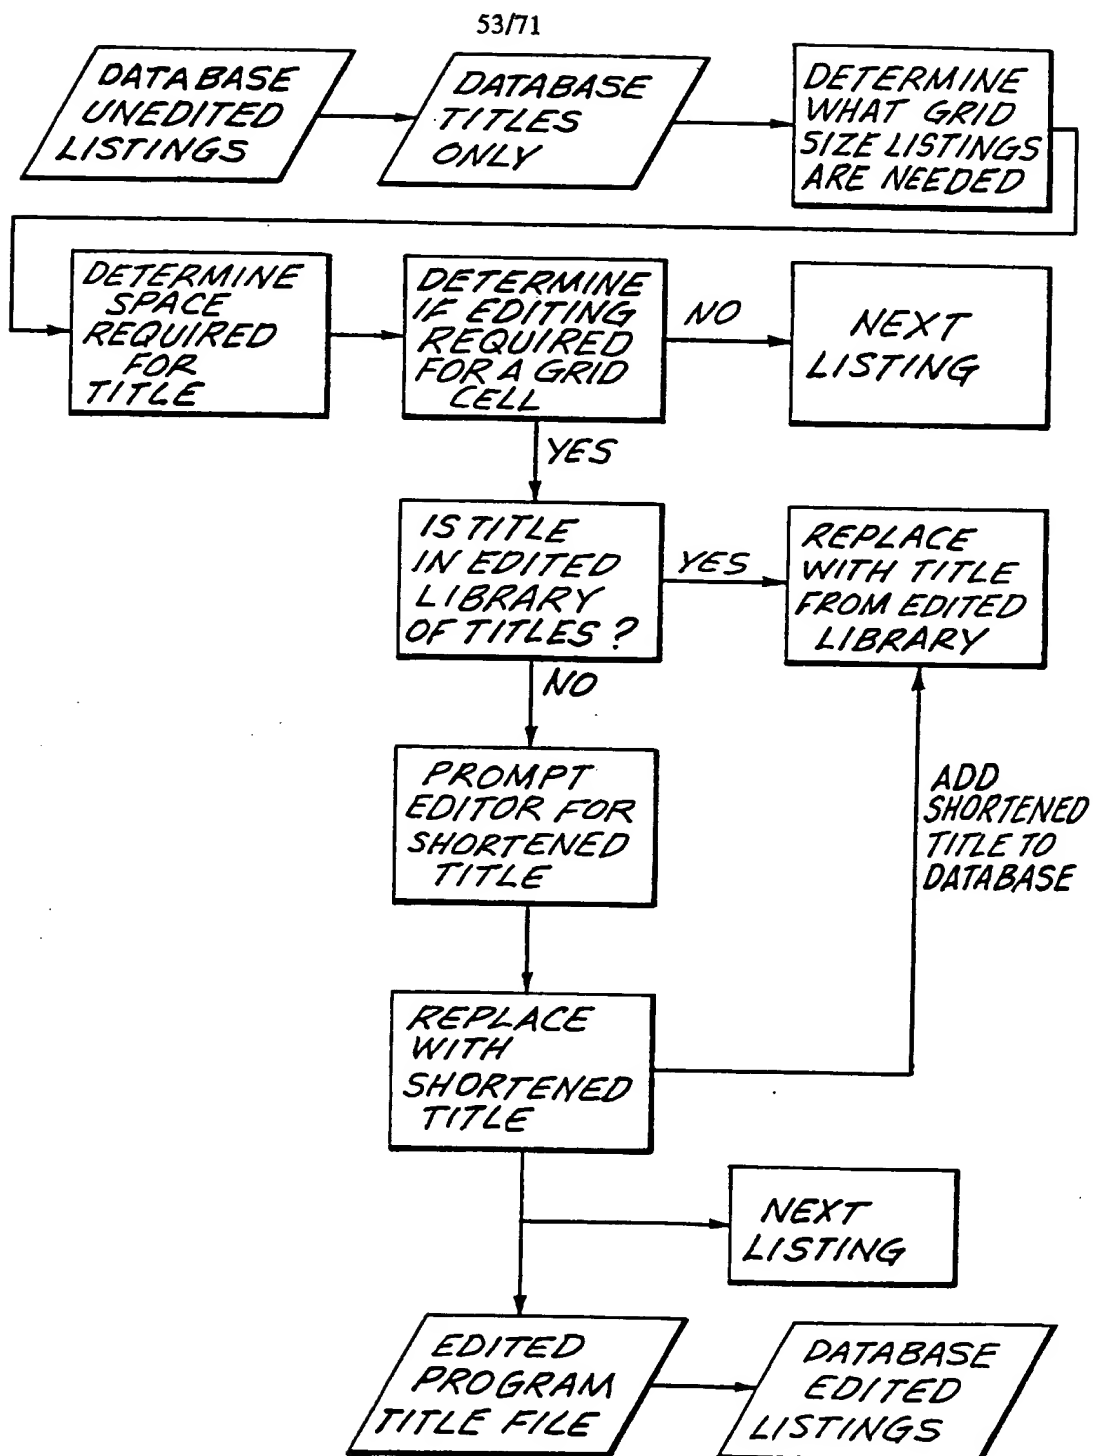 53/71
DATABASE
UNEDITED
LISTINGS
DATABASE
TITLES
ONLY
DETERMINE
WHAT GRID
SIZE LISTINGS
ARE NEEDED
DETERMINE
SPACE
REQUIRED
FOR
TITLE
DETERMINE
IF EDITING
REQUIRED
FOR A GRID
CELL
NO
NEXT
LISTING
YES
IS TITLE
IN EDITED
LIBRARY
OF TITLES?
YES
REPLACE
WITH TITLE
FROM EDITED
LIBRARY
NO
PROMPT
EDITOR FOR
SHORTENED
TITLE
ADD
SHORTENED
TITLE TO
DATABASE
REPLACE
WITH
SHORTENED
TITLE
NEXT
LISTING
EDITED
PROGRAM
TITLE FILE
DATABASE
EDITED
LISTINGS